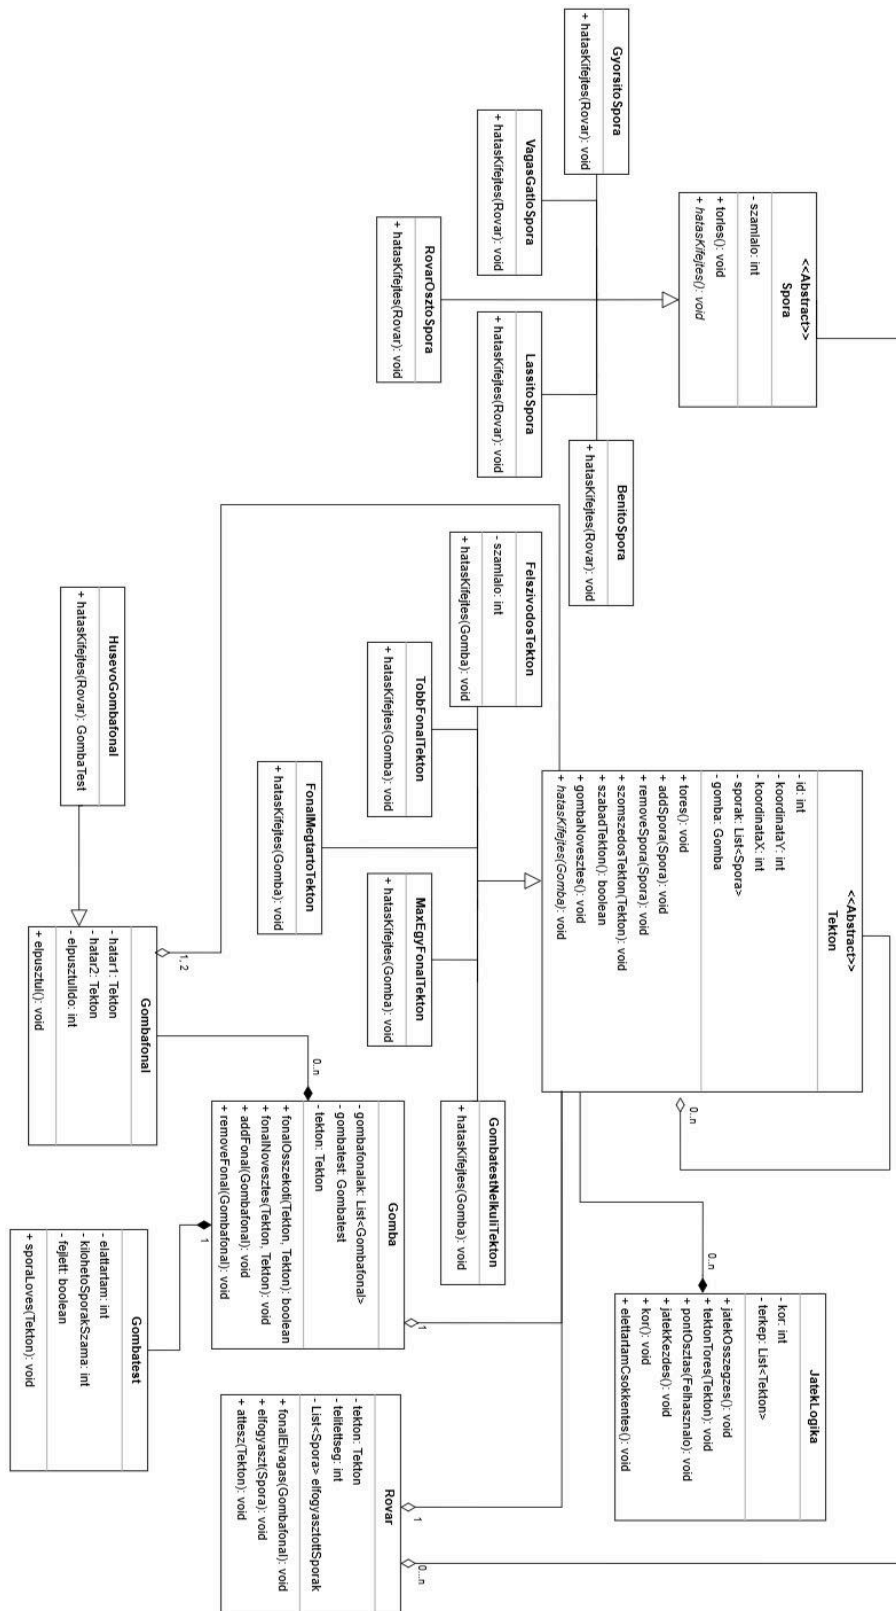 <<Abstract>>
Spora
- szamlalo: int
+ torles(): void
+ hatasKifejtes(): void
GyorsitoSpora
+ hatasKifejtes(Rovar): void
VagasGatloSpora
+ hatasKifejtes(Rovar): void
RovarOsztoSpora
+ hatasKifejtes(Rovar): void
LassitoSpora
+ hatasKifejtes(Rovar): void
BenitoSpora
+ hatasKifejtes(Rovar): void
<<Abstract>>
Tekton
- id: int
- koordinataY: int
- koordinataX: int
- sporak: List<Spora>
- gomba: Gomba
+ tores(): void
+ addSpora(Spora): void
+ removeSpora(Spora): void
+ szomszedosTekton(Tekton): void
+ szabadTekton(): boolean
+ gombaNovesztes(): void
+ hatasKifejtes(Gomba): void
0..n
FelszivodosTekton
- szamlalo: int
+ hatasKifejtes(Gomba): void
TobbFonalTekton
+ hatasKifejtes(Gomba): void
FonalMegtartoTekton
+ hatasKifejtes(Gomba): void
MaxEgyFonalTekton
+ hatasKifejtes(Gomba): void
GombatestNelkuliTekton
+ hatasKifejtes(Gomba): void
HusevoGombafonal
+ hatasKifejtes(Rovar): GombaTest
1, 2
Gombafonal
- hatar1: Tekton
- hatar2: Tekton
- elpusztulIdo: int
+ elpusztul(): void
0..n
Gomba
- gombafonalak: List<Gombafonal>
- gombatest: Gombatest
- tekton: Tekton
+ fonalOsszekoti(Tekton, Tekton): boolean
+ fonalNovesztes(Tekton, Tekton): void
+ addFonal(Gombafonal): void
+ removeFonal(Gombafonal): void
1
1
Gombatest
- elattartam: int
- kilohetoSporakSzama: int
- fejlett: boolean
+ sporaLoves(Tekton): void
0..n
JatekLogika
- kor: int
- terkep: List<Tekton>
+ jatekOsszegzes(): void
+ tektonTores(Tekton): void
+ pontOsztas(Felhasznalo): void
+ jatekKezdes(): void
+ kor(): void
+ elettartamCsokkentes(): void
Rovar
- tekton: Tekton
- telitettseg: int
- List<Spora> elfogyasztottSporak
+ fonalElvagas(Gombafonal): void
+ elfogyaszt(Spora): void
+ attesz(Tekton): void
1
0..n